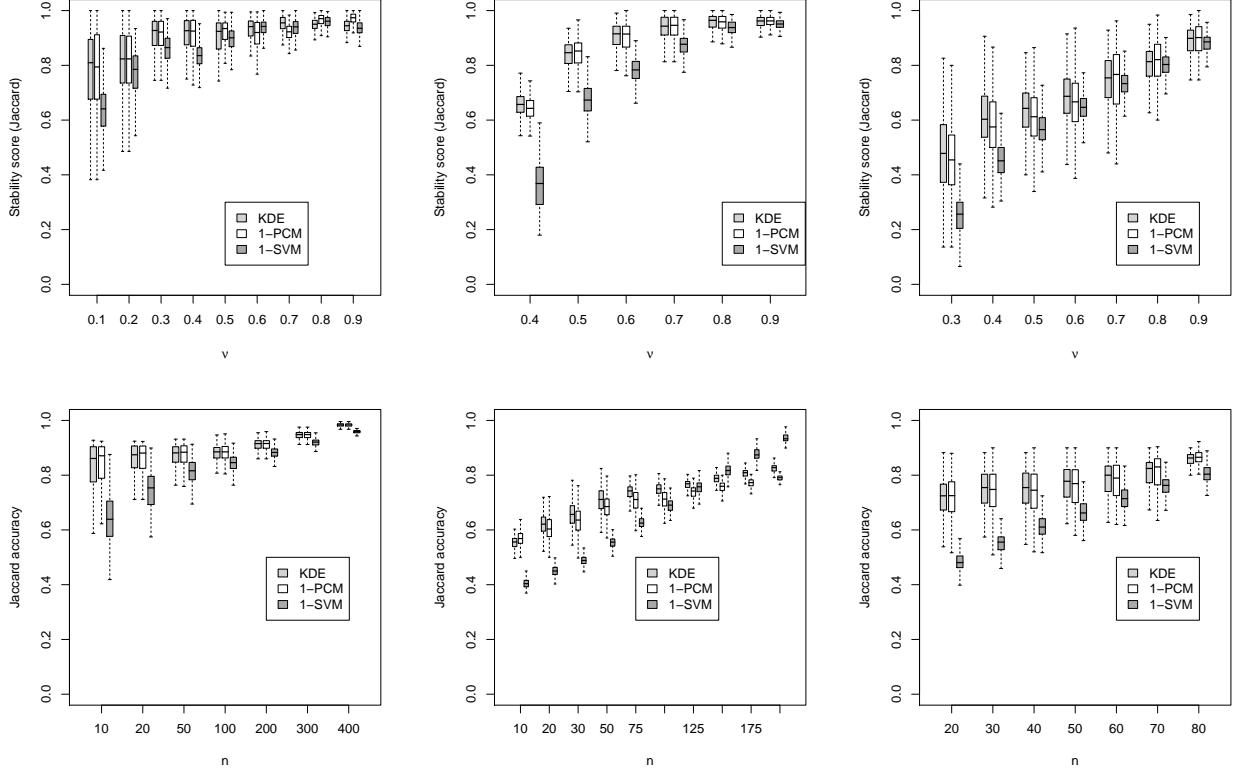 Stability score (Jaccard)
1.0
0.8
0.6
0.4
0.2
0.0
KDE
1−PCM
1−SVM
0.1 0.2 0.3 0.4 0.5 0.6 0.7 0.8 0.9
ν
Stability score (Jaccard)
1.0
0.8
0.6
0.4
0.2
0.0
KDE
1−PCM
1−SVM
0.4 0.5 0.6 0.7 0.8 0.9
ν
Stability score (Jaccard)
1.0
0.8
0.6
0.4
0.2
0.0
KDE
1−PCM
1−SVM
0.3 0.4 0.5 0.6 0.7 0.8 0.9
ν
Jaccard accuracy
1.0
0.8
0.6
0.4
0.2
0.0
KDE
1−PCM
1−SVM
10 20 50 100 200 300 400
n
Jaccard accuracy
1.0
0.8
0.6
0.4
0.2
0.0
KDE
1−PCM
1−SVM
10 20 30 50 75 125 175
n
Jaccard accuracy
1.0
0.8
0.6
0.4
0.2
0.0
KDE
1−PCM
1−SVM
20 30 40 50 60 70 80
n